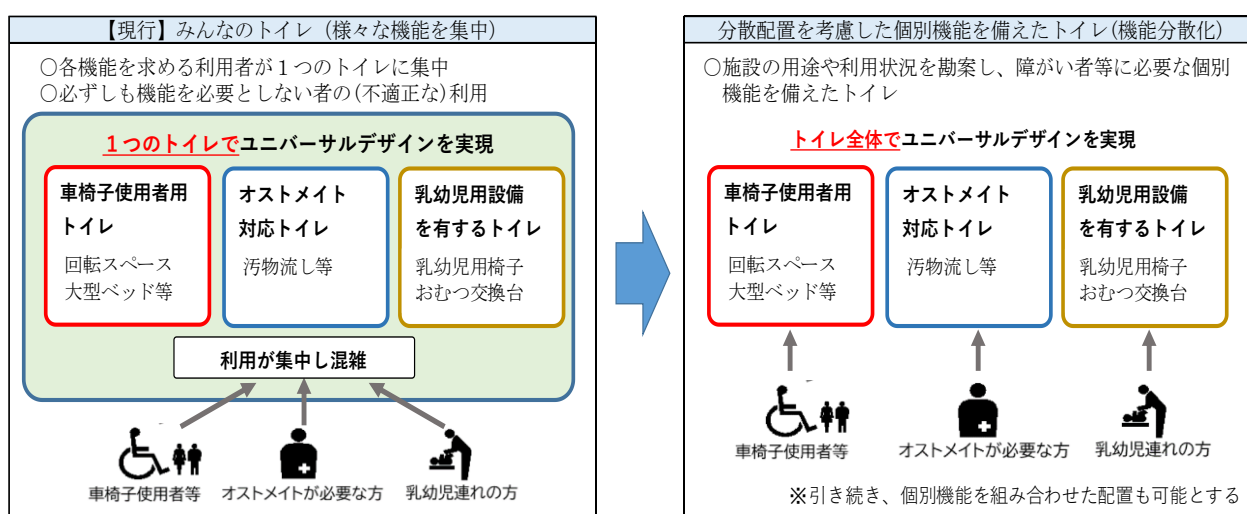 【現行】みんなのトイレ（様々な機能を集中）
○各機能を求める利用者が１つのトイレに集中
○必ずしも機能を必要としない者の(不適正な)利用
１つのトイレでユニバーサルデザインを実現
車椅子使用者用
トイレ
回転スペース
大型ベッド等
オストメイト
対応トイレ
汚物流し等
乳幼児用設備
を有するトイレ
乳幼児用椅子
おむつ交換台
利用が集中し混雑
車椅子使用者等
オストメイトが必要な方
乳幼児連れの方
分散配置を考慮した個別機能を備えたトイレ(機能分散化)
○施設の用途や利用状況を勘案し、障がい者等に必要な個別
機能を備えたトイレ
トイレ全体でユニバーサルデザインを実現
車椅子使用者用
トイレ
回転スペース
大型ベッド等
オストメイト
対応トイレ
汚物流し等
乳幼児用設備
を有するトイレ
乳幼児用椅子
おむつ交換台
車椅子使用者等
オストメイトが必要な方
乳幼児連れの方
※引き続き、個別機能を組み合わせた配置も可能とする